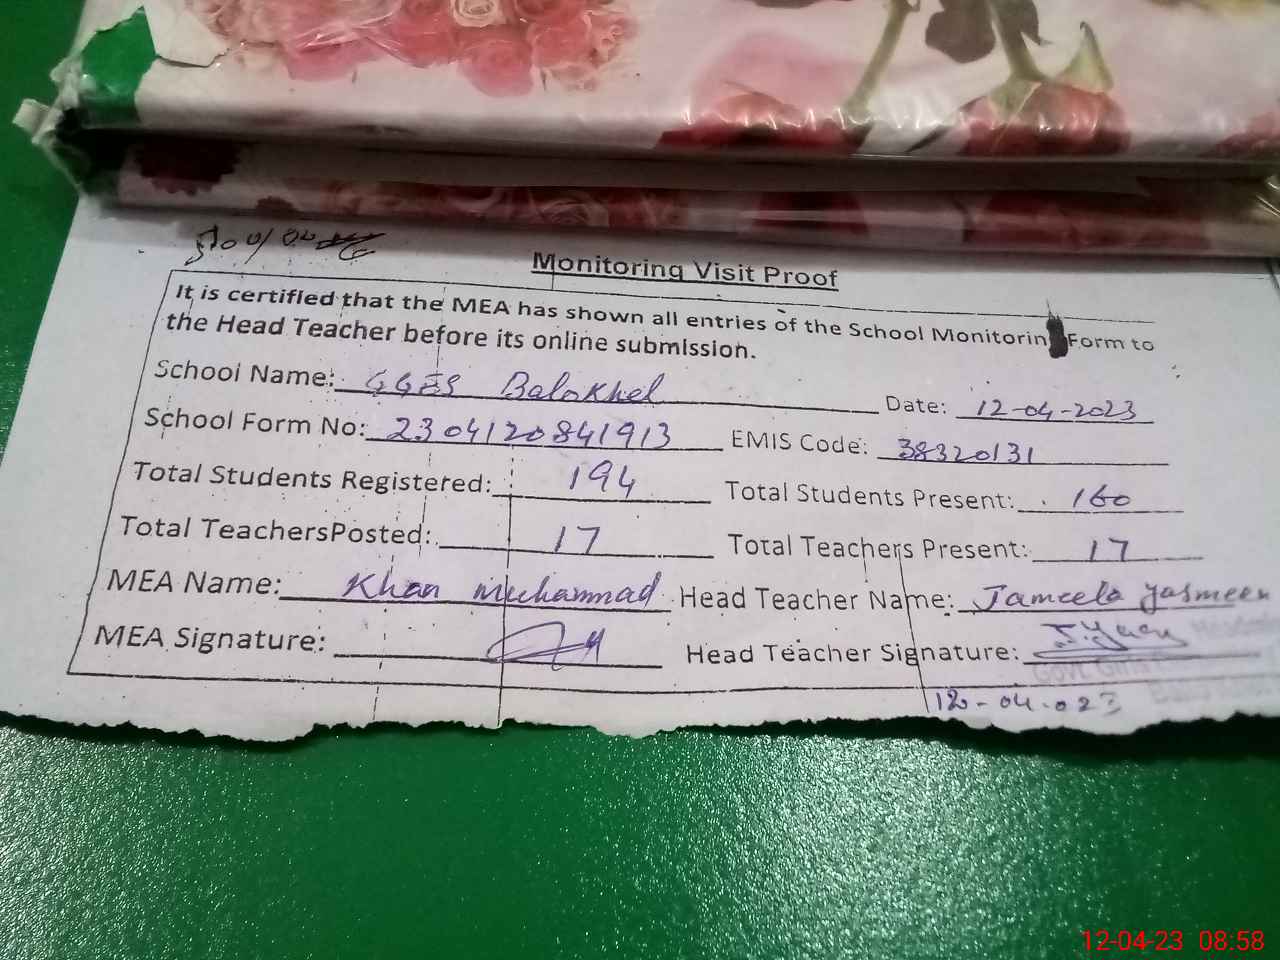 Monitoring Visit Proof
It is certified that the MEA has shown all entries of the School Monitoring Form to
the Head Teacher before its online submission.
School Name: GGES Balokhel Date: 12-04-2023
School Form No: 2304120841913 EMIS Code: 38320131
Total Students Registered: 194 Total Students Present: 160
Total TeachersPosted: 17 Total Teachers Present: 17
MEA Name: Khan Muhammad Head Teacher Name: Jameela Yasmeen
MEA Signature: Head Teacher Signature:
12-04-023
12-04-23 08:58